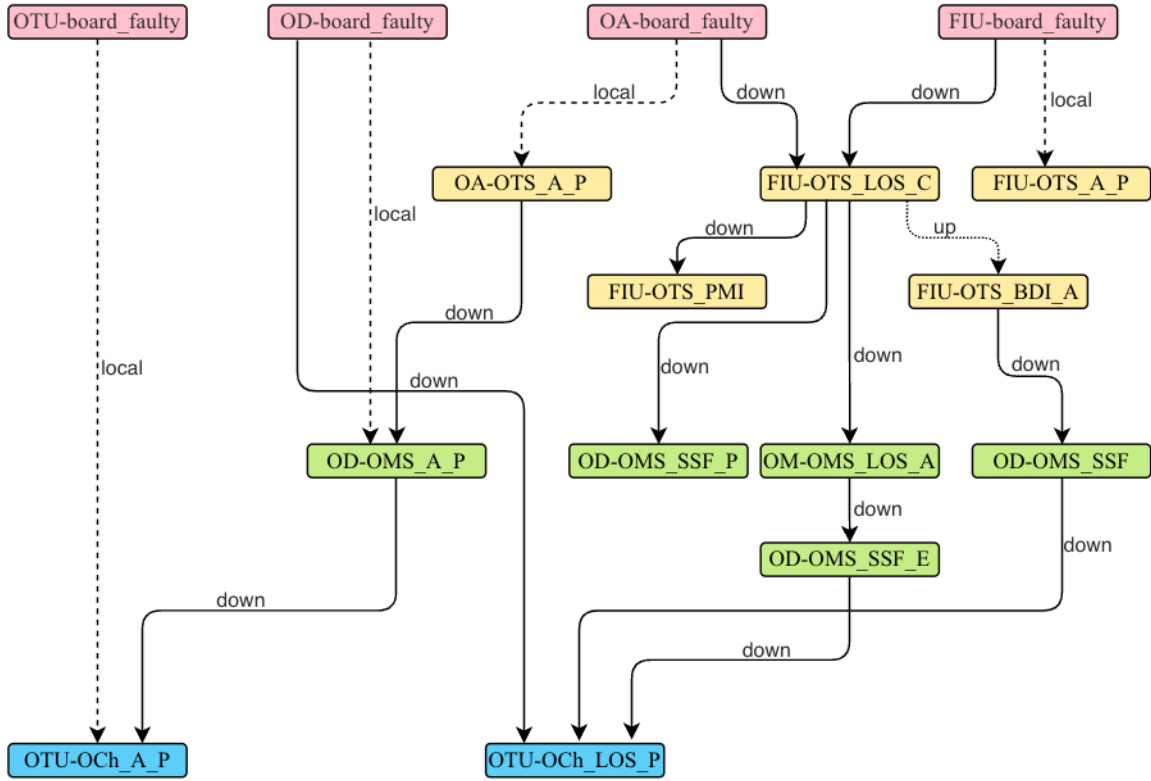 OTU-board_faulty
OD-board_faulty
OA-board_faulty
FIU-board_faulty
local
down
down
local
OA-OTS_A_P
FIU-OTS_LOS_C
FIU-OTS_A_P
local
down
up
FIU-OTS_PMI
FIU-OTS_BDI_A
down
local
down
down
down
down
OD-OMS_A_P
OD-OMS_SSF_P
OM-OMS_LOS_A
OD-OMS_SSF
down
down
OD-OMS_SSF_E
down
down
OTU-OCh_A_P
OTU-OCh_LOS_P